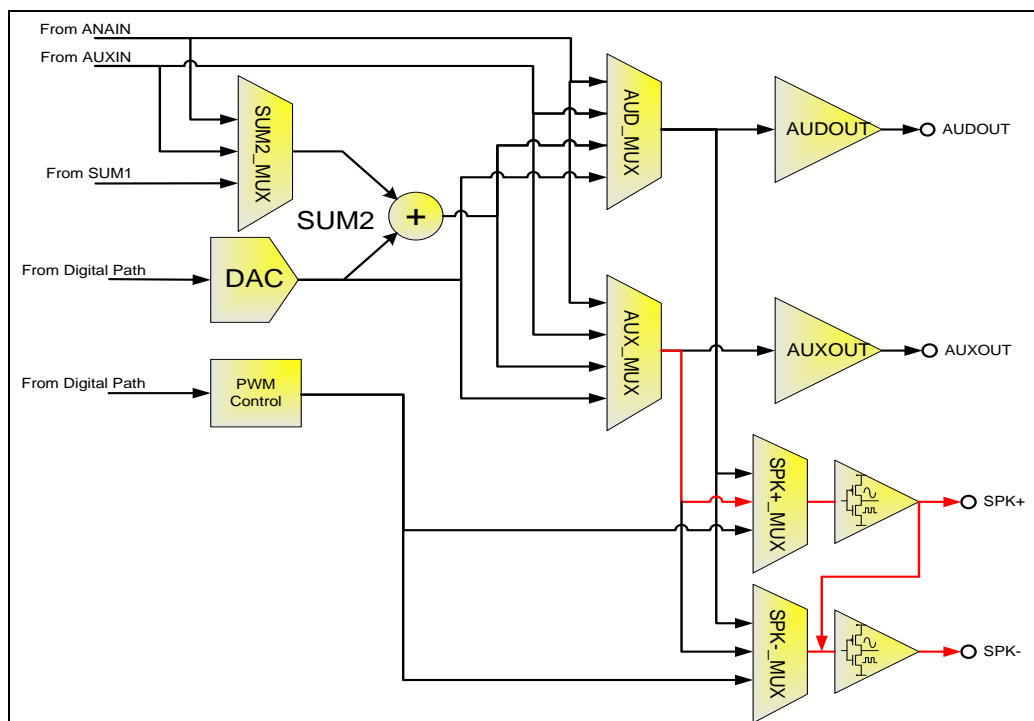 From ANAIN
From AUXIN
SUM2_MUX
From SUM1
SUM2
+
From Digital Path
DAC
From Digital Path
PWM
Control
AUD_MUX
AUDOUT
AUDOUT
AUX_MUX
AUXOUT
AUXOUT
SPK+_MUX
SPK+
SPK-_MUX
SPK-